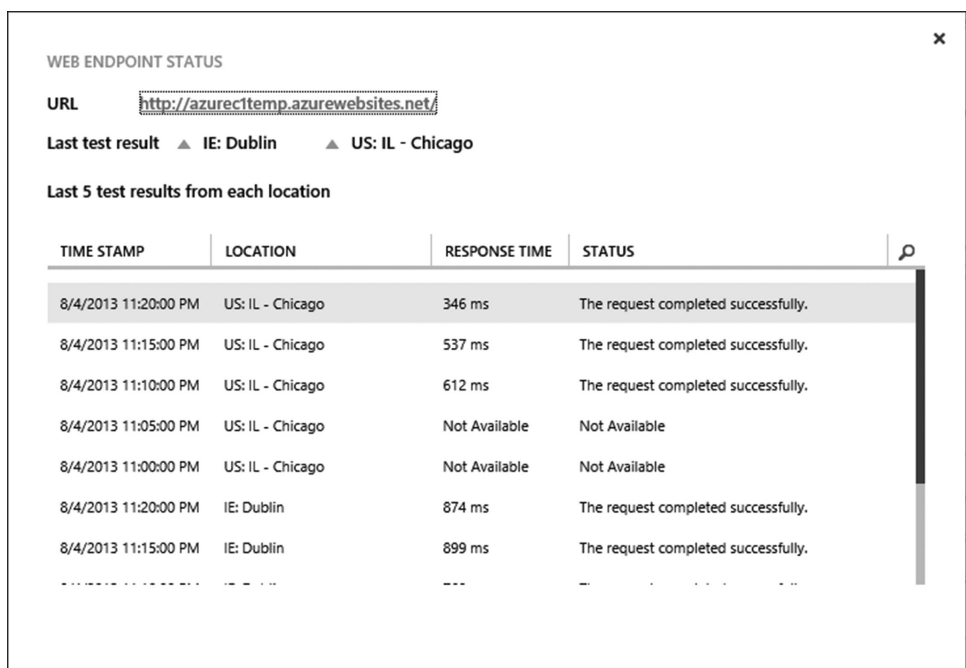 WEB ENDPOINT STATUS
URL http://azurec1temp.azurewebsites.net/
Last test result IE: Dublin US: IL - Chicago
Last 5 test results from each location
TIME STAMP LOCATION RESPONSE TIME STATUS
8/4/2013 11:20:00 PM US: IL - Chicago 346 ms The request completed successfully.
8/4/2013 11:15:00 PM US: IL - Chicago 537 ms The request completed successfully.
8/4/2013 11:10:00 PM US: IL - Chicago 612 ms The request completed successfully.
8/4/2013 11:05:00 PM US: IL - Chicago Not Available Not Available
8/4/2013 11:00:00 PM US: IL - Chicago Not Available Not Available
8/4/2013 11:20:00 PM IE: Dublin 874 ms The request completed successfully.
8/4/2013 11:15:00 PM IE: Dublin 899 ms The request completed successfully.